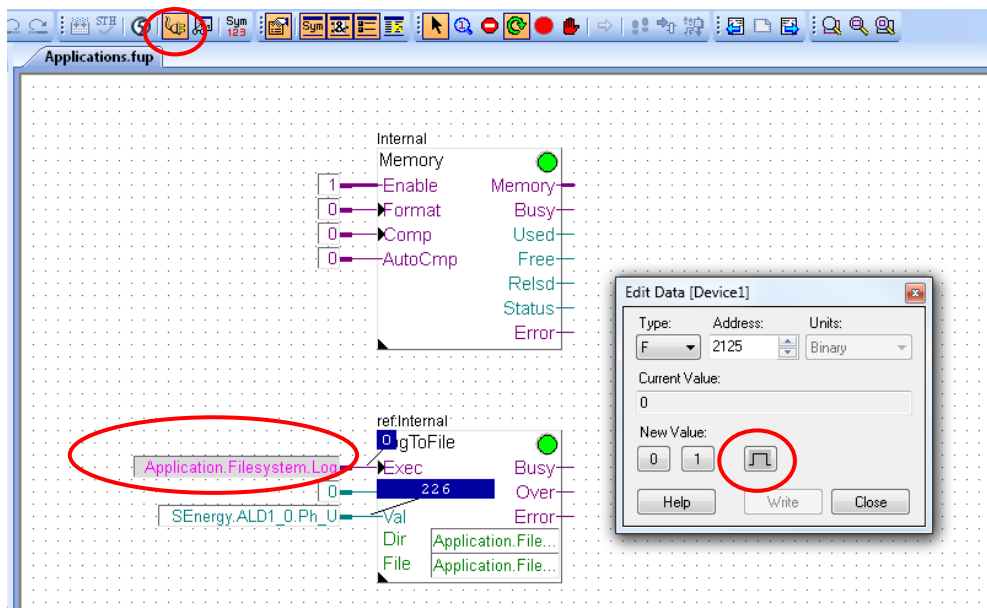 STH
Sym
123
Sym
Applications.fup
Internal
Memory
1 Enable Memory
0 Format Busy
0 Comp Used
0 AutoCmp Free
Relsd
Status
Error
ref:Internal
0 gToFile
Application.Filesystem.Log Exec Busy
0 226 Over
SEnergy.ALD1_0.Ph_U Val Error
Dir Application.File...
File Application.File...
Edit Data [Device1]
Type: Address: Units:
F 2125 Binary
Current Value:
0
New Value:
0 1
Help Write Close